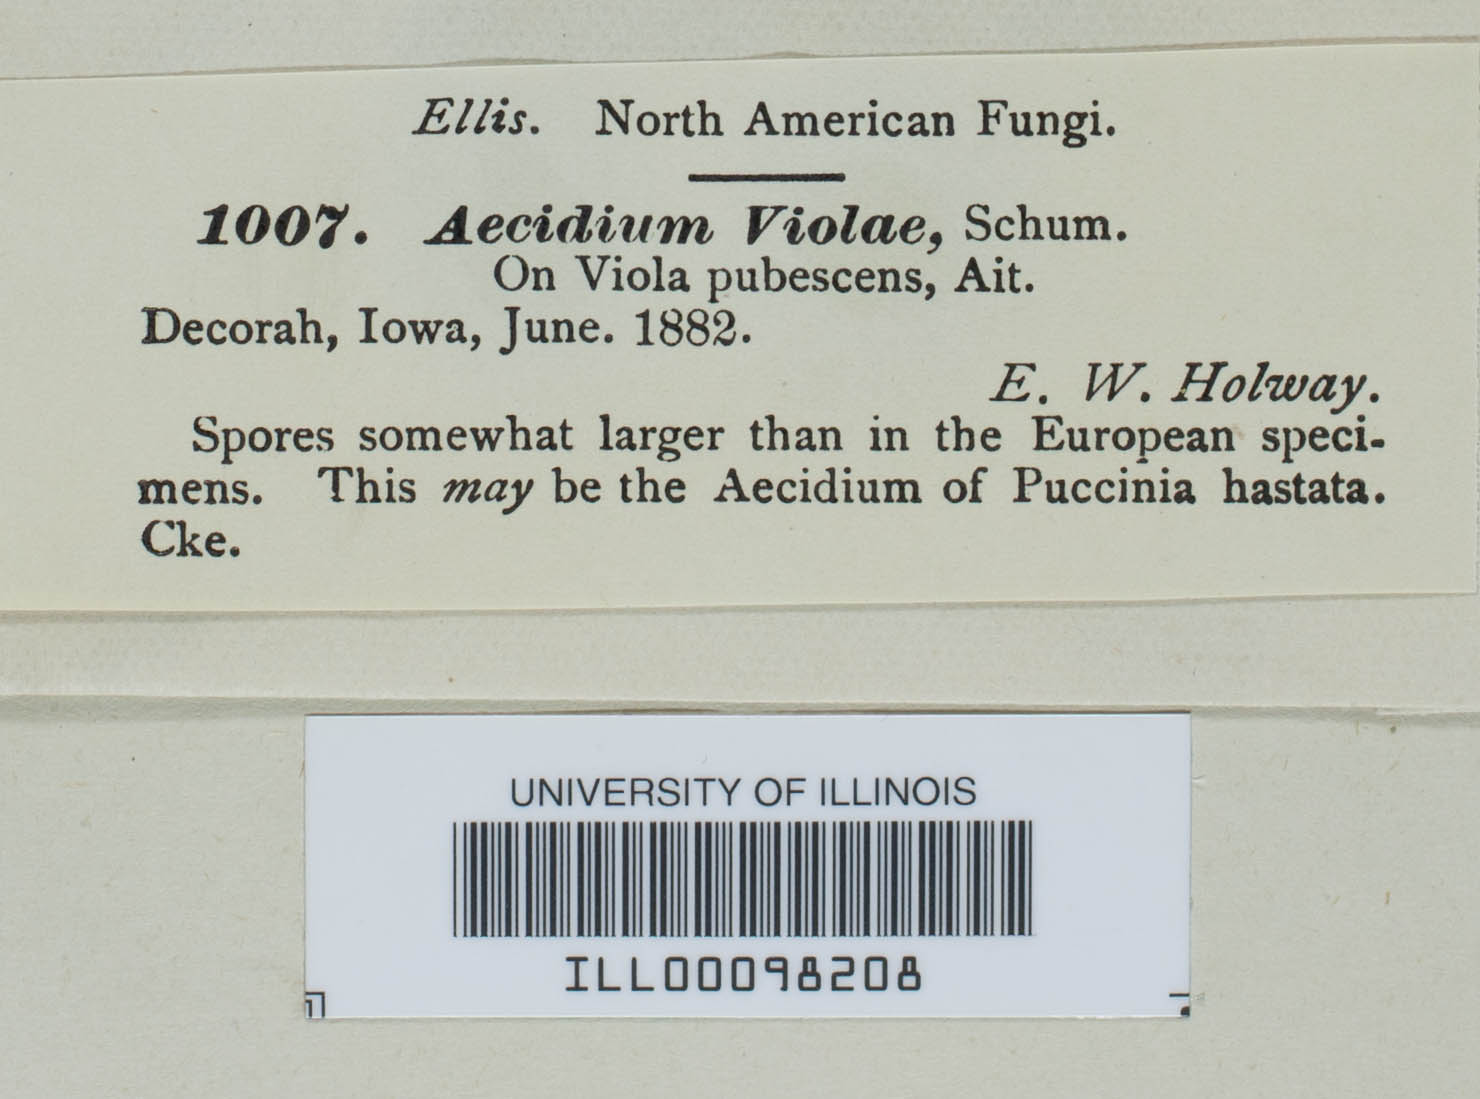 Ellis. North American Fungi.
1007. Aecidium Violae, Schum.
On Viola pubescens, Ait.
Decorah, Iowa, June. 1882.
E. W. Holway.
Spores somewhat larger than in the European speci-
mens. This may be the Aecidium of Puccinia hastata.
Cke.
UNIVERSITY OF ILLINOIS
ILL00098208